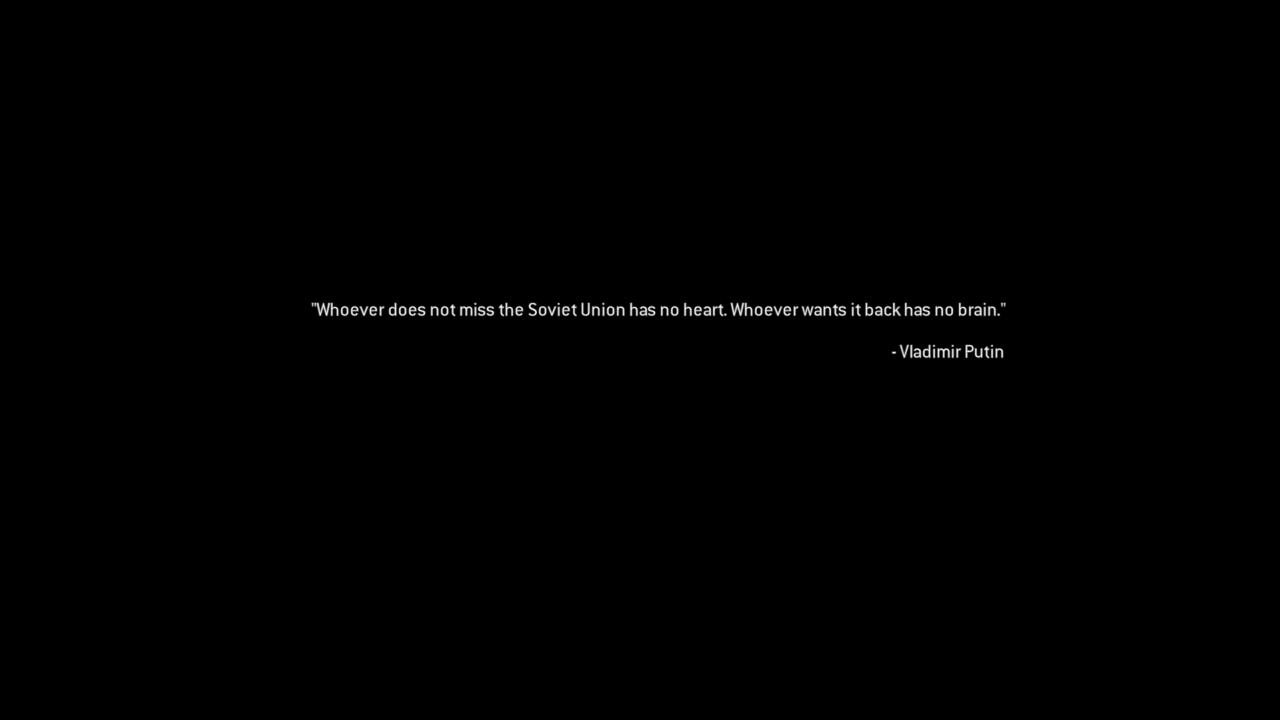 "Whoever does not miss the Soviet Union has no heart. Whoever wants it back has no brain."
- Vladimir Putin